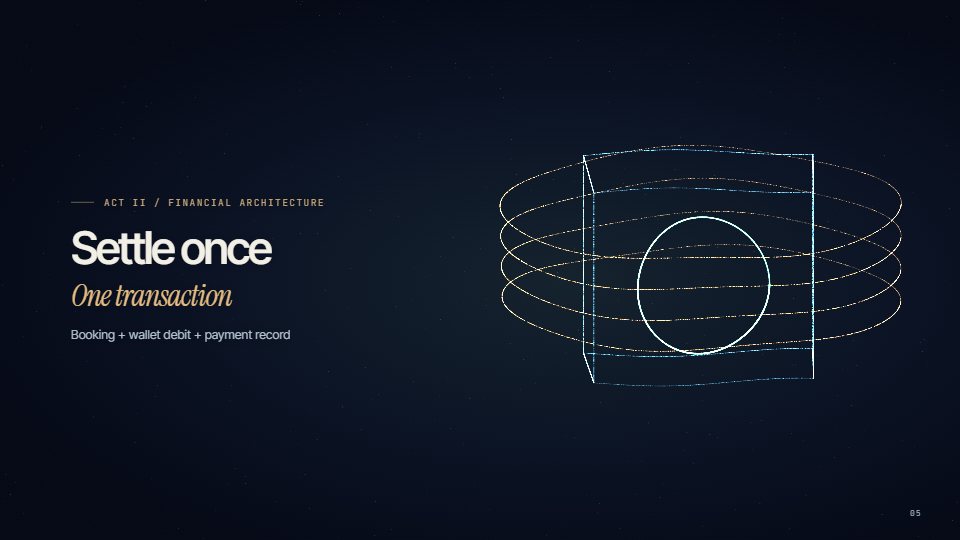 ACT II / FINANCIAL ARCHITECTURE
Settle once
One transaction
Booking + wallet debit + payment record
05